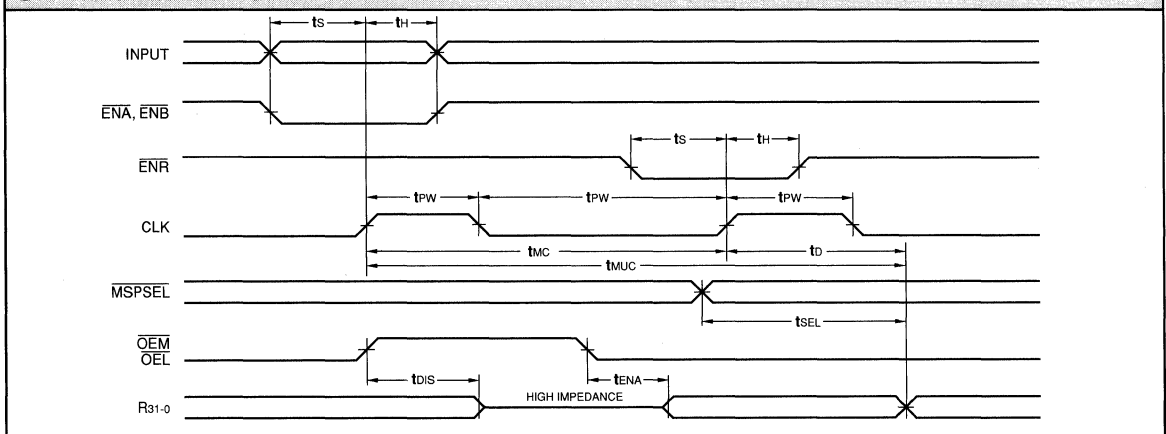 tS tH
INPUT
ENA, ENB
tS tH
ENR
tPW tPW tPW
CLK
tMC tD
tMUC
MSPSEL
tSEL
OEM
OEL
tDIS tENA
HIGH IMPEDANCE
R31-0